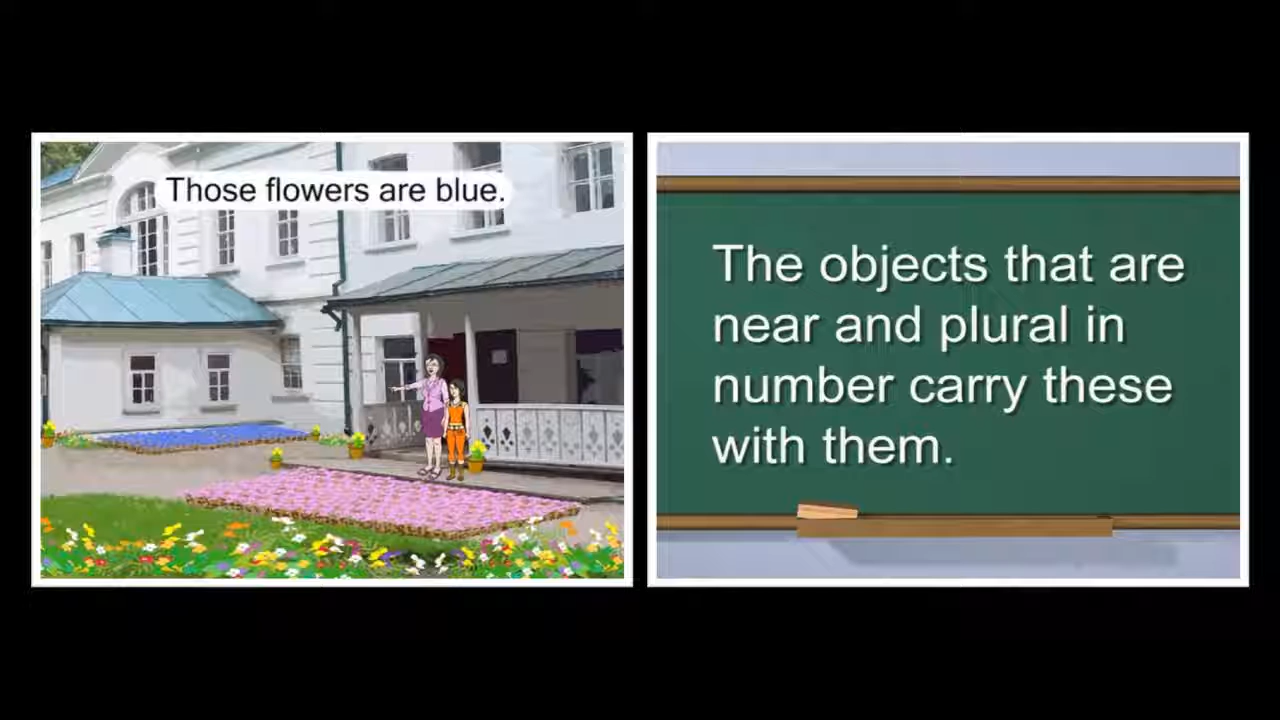 Those flowers are blue.
The objects that are
near and plural in
number carry these
with them.